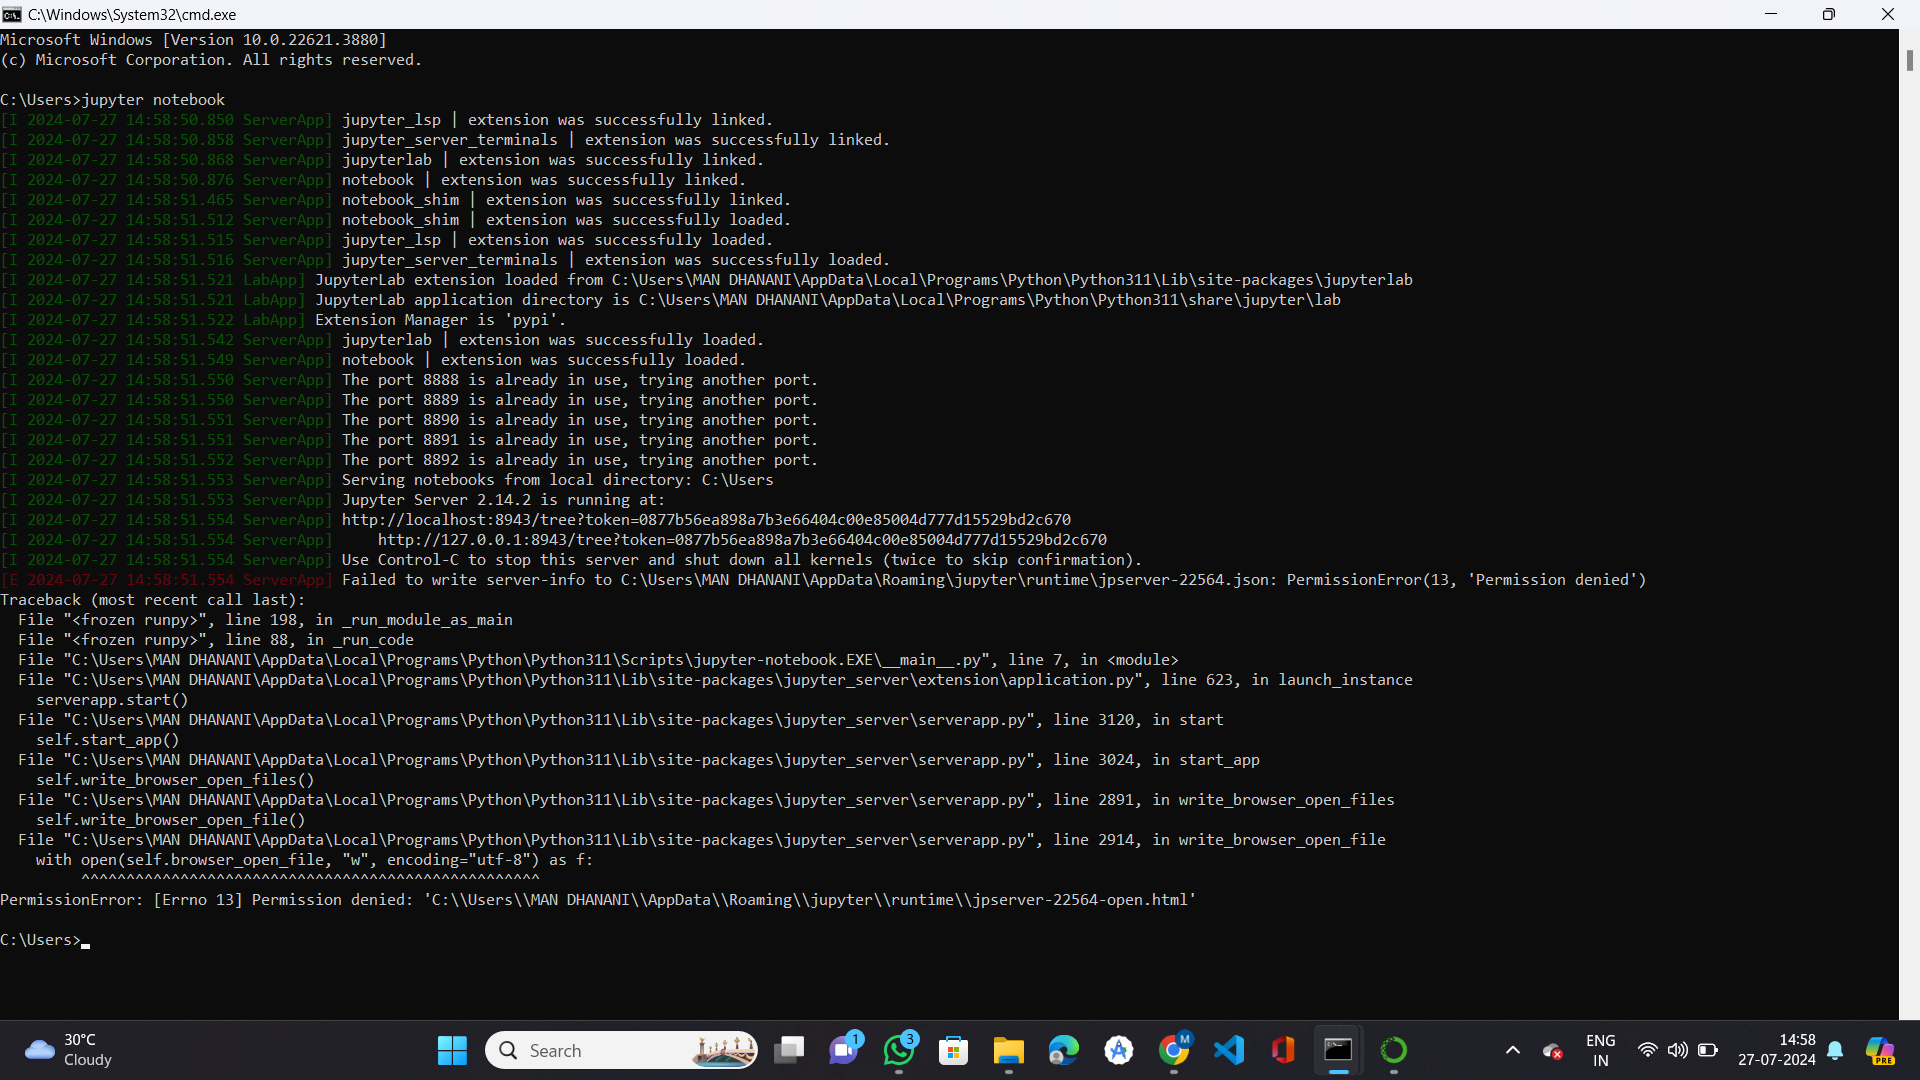 C:\Windows\System32\cmd.exe
Microsoft Windows [Version 10.0.22621.3880]
(c) Microsoft Corporation. All rights reserved.
C:\Users>jupyter notebook
[I 2024-07-27 14:58:50.850 ServerApp] jupyter_lsp | extension was successfully linked.
[I 2024-07-27 14:58:50.858 ServerApp] jupyter_server_terminals | extension was successfully linked.
[I 2024-07-27 14:58:50.868 ServerApp] jupyterlab | extension was successfully linked.
[I 2024-07-27 14:58:50.876 ServerApp] notebook | extension was successfully linked.
[I 2024-07-27 14:58:51.465 ServerApp] notebook_shim | extension was successfully linked.
[I 2024-07-27 14:58:51.512 ServerApp] notebook_shim | extension was successfully loaded.
[I 2024-07-27 14:58:51.515 ServerApp] jupyter_lsp | extension was successfully loaded.
[I 2024-07-27 14:58:51.516 ServerApp] jupyter_server_terminals | extension was successfully loaded.
[I 2024-07-27 14:58:51.521 LabApp] JupyterLab extension loaded from C:\Users\MAN DHANANI\AppData\Local\Programs\Python\Python311\Lib\site-packages\jupyterlab
[I 2024-07-27 14:58:51.521 LabApp] JupyterLab application directory is C:\Users\MAN DHANANI\AppData\Local\Programs\Python\Python311\share\jupyter\lab
[I 2024-07-27 14:58:51.522 LabApp] Extension Manager is 'pypi'.
[I 2024-07-27 14:58:51.542 ServerApp] jupyterlab | extension was successfully loaded.
[I 2024-07-27 14:58:51.549 ServerApp] notebook | extension was successfully loaded.
[I 2024-07-27 14:58:51.550 ServerApp] The port 8888 is already in use, trying another port.
[I 2024-07-27 14:58:51.550 ServerApp] The port 8889 is already in use, trying another port.
[I 2024-07-27 14:58:51.551 ServerApp] The port 8890 is already in use, trying another port.
[I 2024-07-27 14:58:51.551 ServerApp] The port 8891 is already in use, trying another port.
[I 2024-07-27 14:58:51.552 ServerApp] The port 8892 is already in use, trying another port.
[I 2024-07-27 14:58:51.553 ServerApp] Serving notebooks from local directory: C:\Users
[I 2024-07-27 14:58:51.553 ServerApp] Jupyter Server 2.14.2 is running at:
[I 2024-07-27 14:58:51.554 ServerApp] http://localhost:8943/tree?token=0877b56ea898a7b3e66404c00e85004d777d15529bd2c670
[I 2024-07-27 14:58:51.554 ServerApp]     http://127.0.0.1:8943/tree?token=0877b56ea898a7b3e66404c00e85004d777d15529bd2c670
[I 2024-07-27 14:58:51.554 ServerApp] Use Control-C to stop this server and shut down all kernels (twice to skip confirmation).
[E 2024-07-27 14:58:51.554 ServerApp] Failed to write server-info to C:\Users\MAN DHANANI\AppData\Roaming\jupyter\runtime\jpserver-22564.json: PermissionError(13, 'Permission denied')
Traceback (most recent call last):
  File "<frozen runpy>", line 198, in _run_module_as_main
  File "<frozen runpy>", line 88, in _run_code
  File "C:\Users\MAN DHANANI\AppData\Local\Programs\Python\Python311\Scripts\jupyter-notebook.EXE\__main__.py", line 7, in <module>
  File "C:\Users\MAN DHANANI\AppData\Local\Programs\Python\Python311\Lib\site-packages\jupyter_server\extension\application.py", line 623, in launch_instance
    serverapp.start()
  File "C:\Users\MAN DHANANI\AppData\Local\Programs\Python\Python311\Lib\site-packages\jupyter_server\serverapp.py", line 3120, in start
    self.start_app()
  File "C:\Users\MAN DHANANI\AppData\Local\Programs\Python\Python311\Lib\site-packages\jupyter_server\serverapp.py", line 3024, in start_app
    self.write_browser_open_files()
  File "C:\Users\MAN DHANANI\AppData\Local\Programs\Python\Python311\Lib\site-packages\jupyter_server\serverapp.py", line 2891, in write_browser_open_files
    self.write_browser_open_file()
  File "C:\Users\MAN DHANANI\AppData\Local\Programs\Python\Python311\Lib\site-packages\jupyter_server\serverapp.py", line 2914, in write_browser_open_file
    with open(self.browser_open_file, "w", encoding="utf-8") as f:
         ^^^^^^^^^^^^^^^^^^^^^^^^^^^^^^^^^^^^^^^^^^^^^^^^^^^
PermissionError: [Errno 13] Permission denied: 'C:\\Users\\MAN DHANANI\\AppData\\Roaming\\jupyter\\runtime\\jpserver-22564-open.html'
C:\Users>
30°C
Cloudy
Search
1
3
M
ENG
IN
14:58
27-07-2024
PRE